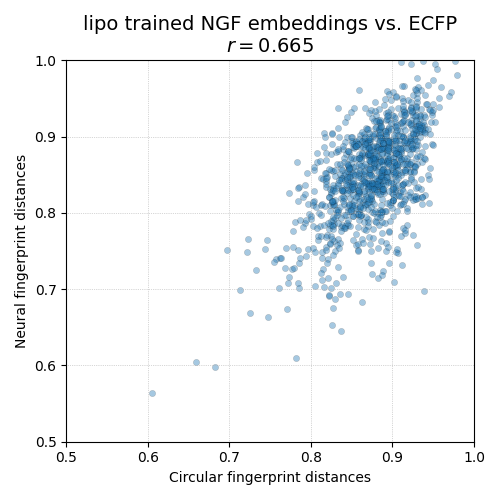 lipo trained NGF embeddings vs. ECFP
r = 0.665
1.0
0.9
0.8
0.7
0.6
0.5
Neural fingerprint distances
0.5 0.6 0.7 0.8 0.9 1.0
Circular fingerprint distances